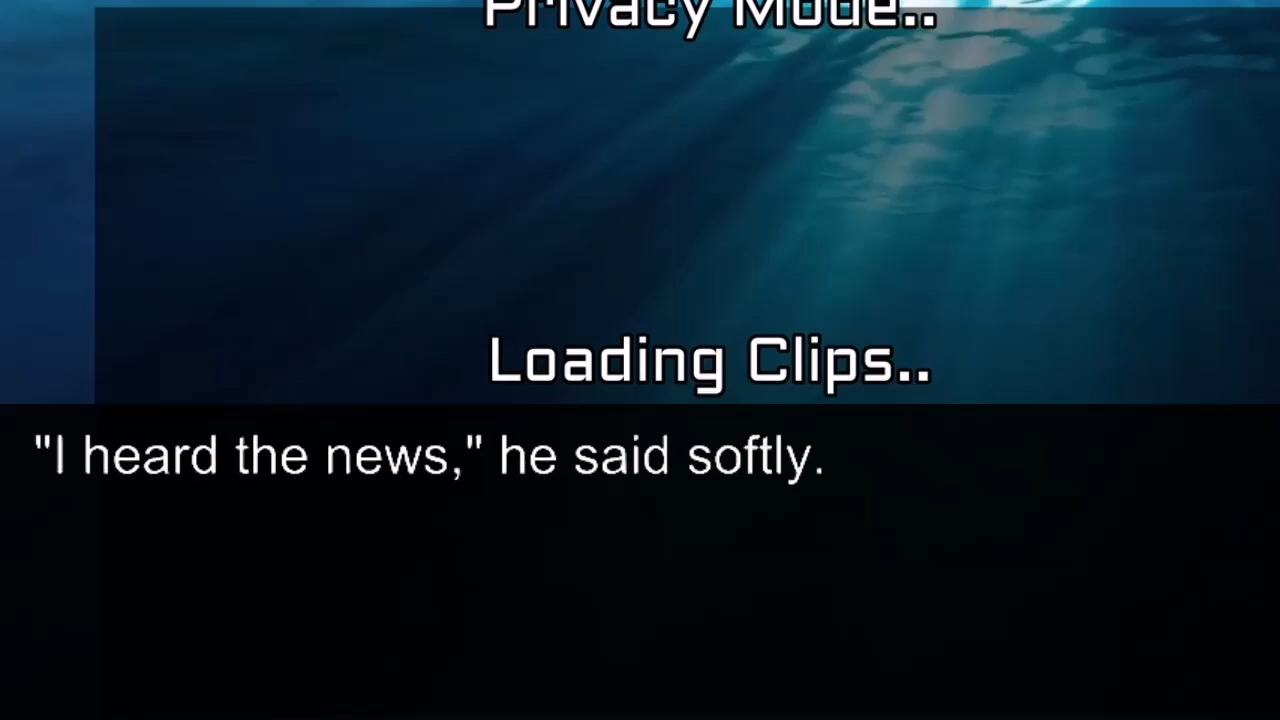 Privacy Mode..
Loading Clips..
"I heard the news," he said softly.